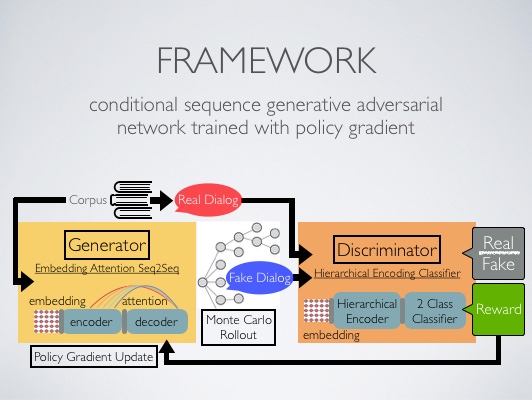 FRAMEWORK
conditional sequence generative adversarial
network trained with policy gradient
Corpus
Real Dialog
Generator
Embedding Attention Seq2Seq
embedding
attention
encoder
decoder
Fake Dialog
Monte Carlo
Rollout
Discriminator
Hierarchical Encoding Classifier
Hierarchical
Encoder
2 Class
Classifier
embedding
Real
Fake
Reward
Policy Gradient Update